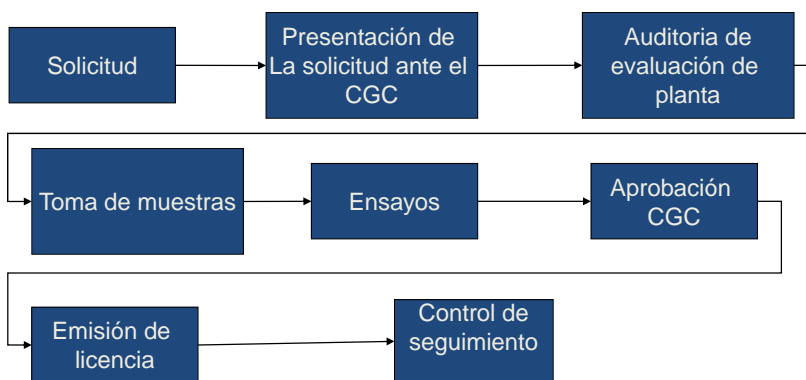 Solicitud
Presentación de
La solicitud ante el
CGC
Auditoria de
evaluación de
planta
Toma de muestras
Ensayos
Aprobación
CGC
Emisión de
licencia
Control de
seguimiento